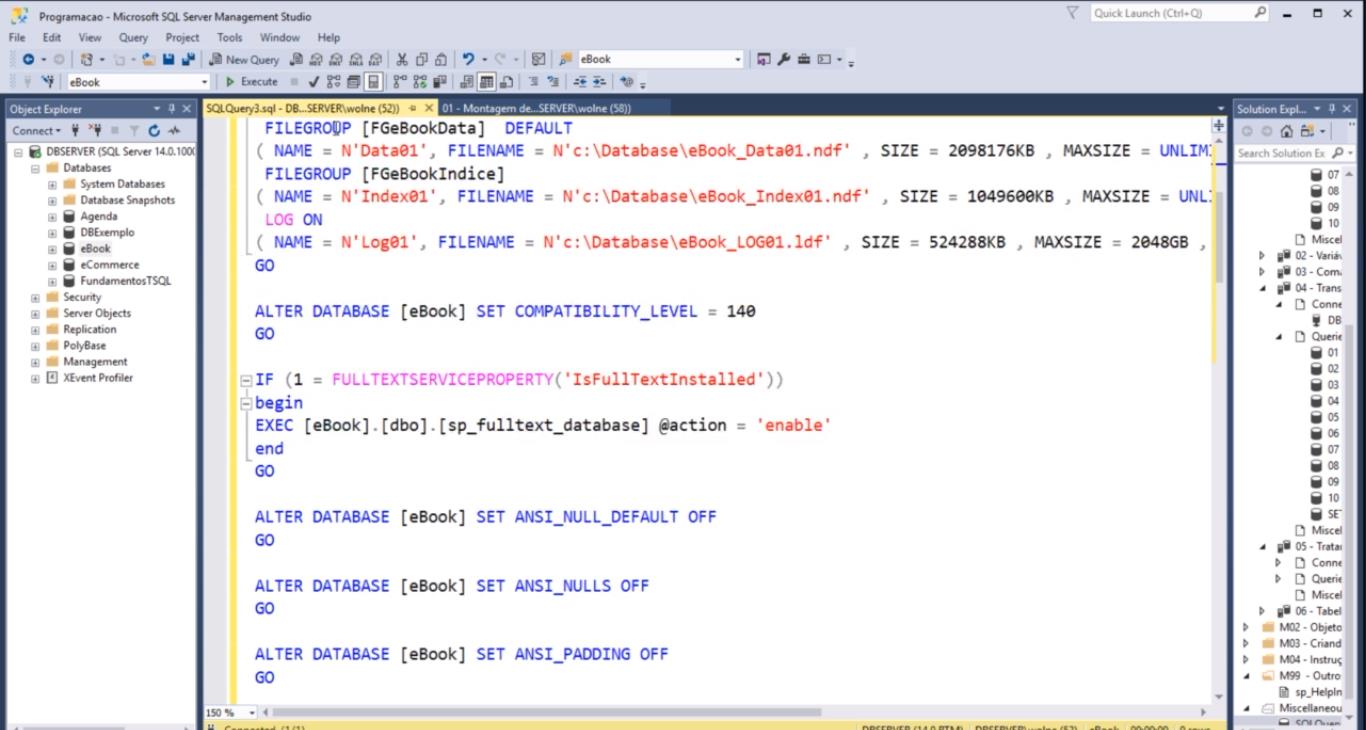 Programacao - Microsoft SQL Server Management Studio
Quick Launch (Ctrl+Q)
File Edit View Query Project Tools Window Help
New Query
eBook
eBook
Execute
Object Explorer
SQLQuery3.sql - DB...SERVER\wolne (52))
01 - Montagem de...SERVER\wolne (58))
Solution Expl...
Connect
DBSERVER (SQL Server 14.0.1000
Databases
System Databases
Database Snapshots
Agenda
DBExemplo
eBook
eCommerce
FundamentosTSQL
Security
Server Objects
Replication
PolyBase
Management
XEvent Profiler
FILEGROUP [FGeBookData] DEFAULT
( NAME = N'Data01', FILENAME = N'c:\Database\eBook_Data01.ndf' , SIZE = 2098176KB , MAXSIZE = UNLIMI
FILEGROUP [FGeBookIndice]
( NAME = N'Index01', FILENAME = N'c:\Database\eBook_Index01.ndf' , SIZE = 1049600KB , MAXSIZE = UNL
LOG ON
( NAME = N'Log01', FILENAME = N'c:\Database\eBook_LOG01.ldf' , SIZE = 524288KB , MAXSIZE = 2048GB ,
GO
ALTER DATABASE [eBook] SET COMPATIBILITY_LEVEL = 140
GO
IF (1 = FULLTEXTSERVICEPROPERTY('IsFullTextInstalled'))
begin
EXEC [eBook].[dbo].[sp_fulltext_database] @action = 'enable'
end
GO
ALTER DATABASE [eBook] SET ANSI_NULL_DEFAULT OFF
GO
ALTER DATABASE [eBook] SET ANSI_NULLS OFF
GO
ALTER DATABASE [eBook] SET ANSI_PADDING OFF
GO
150 %
Search Solution Ex
07
08
09
10
Miscel
02 - Variáv
03 - Com
04 - Trans
Conne
DB
Querie
01
02
03
04
05
06
07
08
09
10
SE
Miscel
05 - Tratar
Conne
Querie
Miscel
06 - Tabel
M02 - Objeto
M03 - Criand
M04 - Instruç
M99 - Outro
sp_HelpIn
Miscellaneou
SQLQuer
Connected (1/1)
DBSERVER (14.0 RTM) DBSERVER\wolne (52) eBook 00:00:00 0 rows